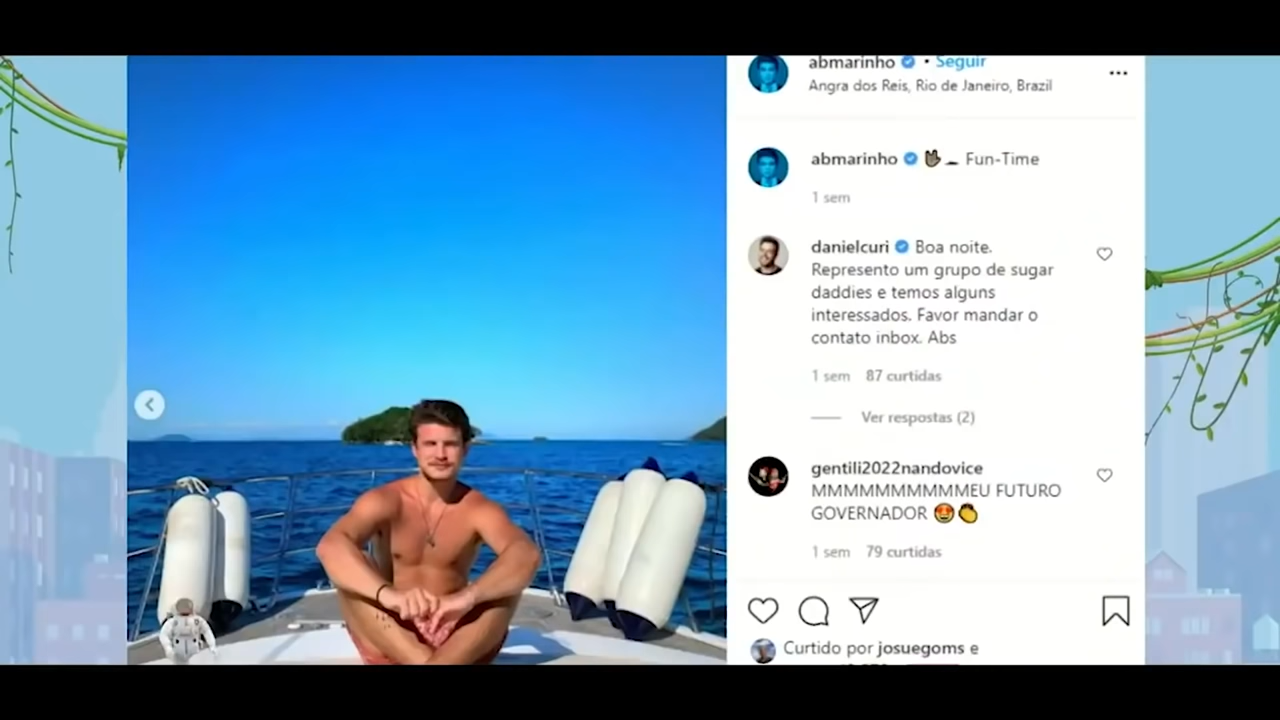 abmarinho • Seguir
Angra dos Reis, Rio de Janeiro, Brazil
abmarinho Fun-Time
1 sem
danielcuri Boa noite.
Represento um grupo de sugar
daddies e temos alguns
interessados. Favor mandar o
contato inbox. Abs
1 sem 87 curtidas
Ver respostas (2)
gentili2022nandovice
MMMMMMMMMMEU FUTURO
GOVERNADOR 🤩👏
1 sem 79 curtidas
Curtido por josuegoms e